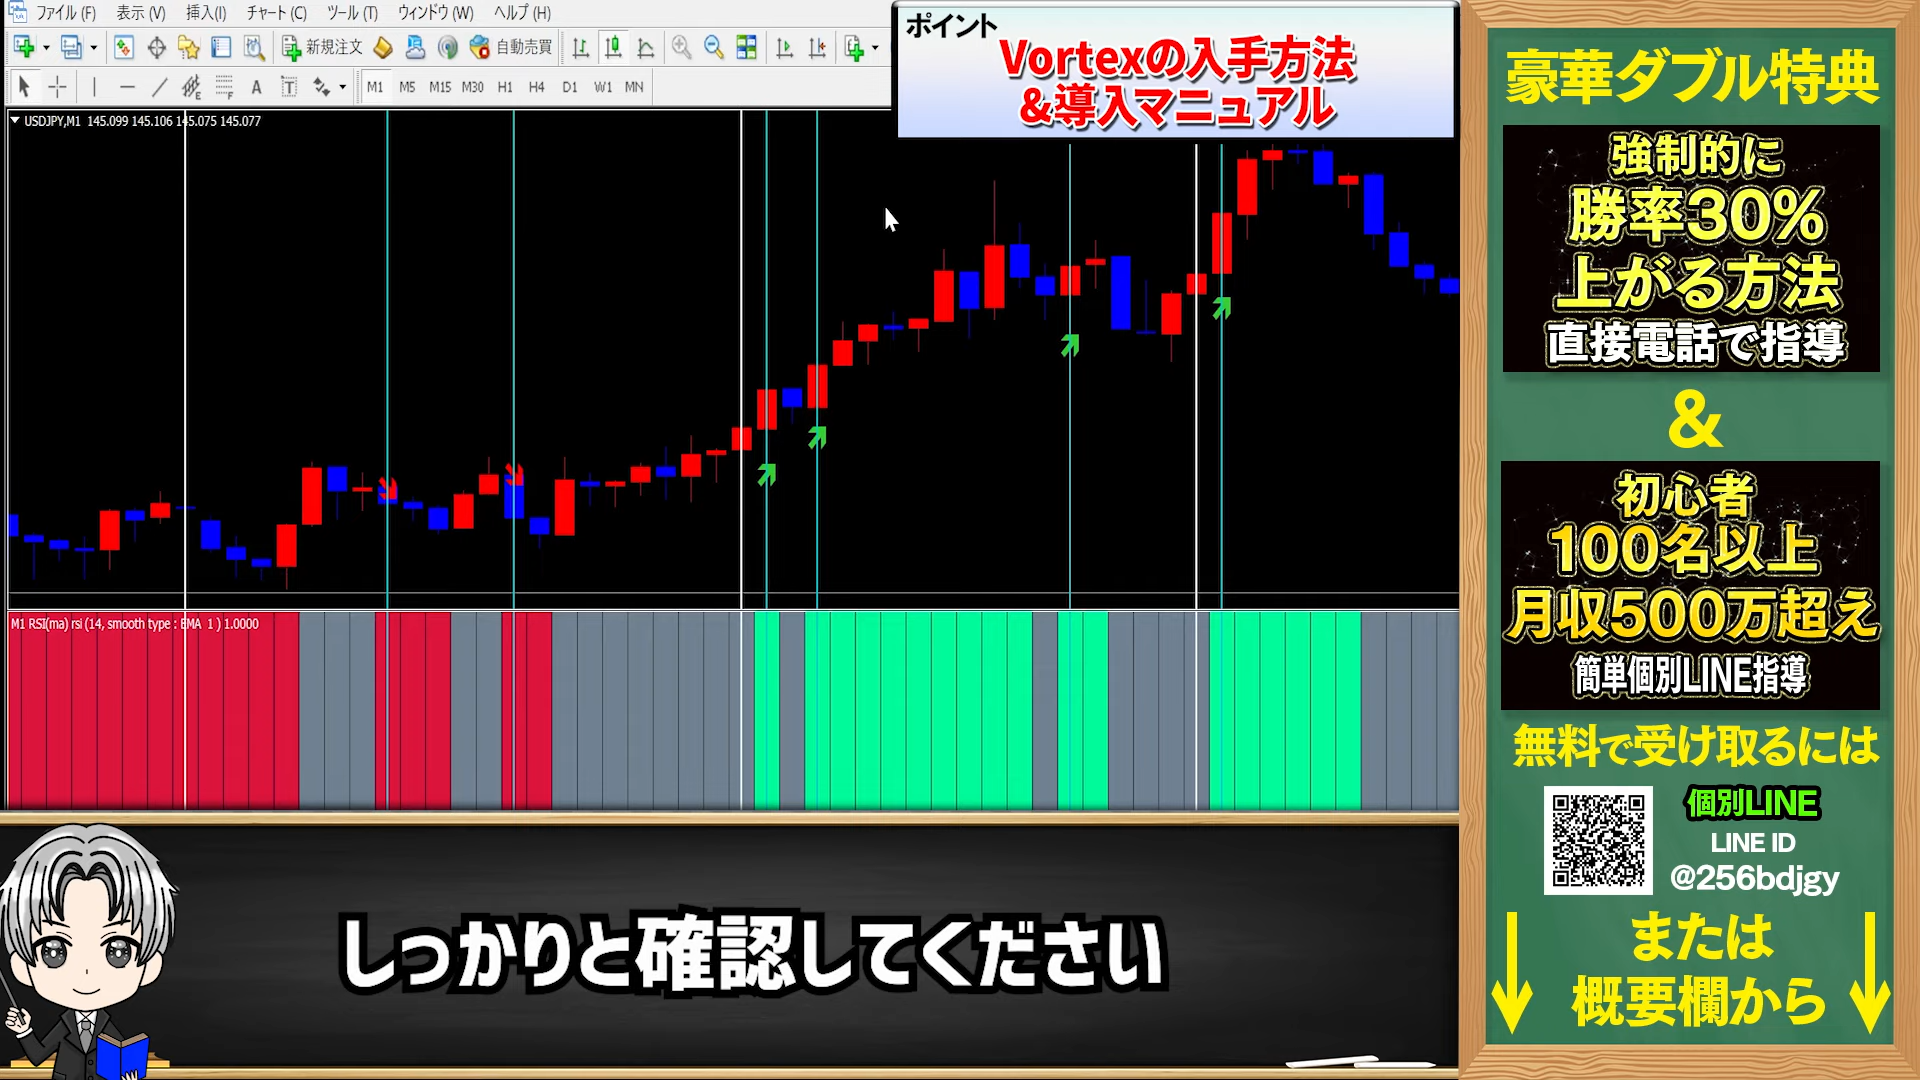 ファイル (F) 表示 (V) 挿入(I) チャート (C) ツール (T) ウィンドウ (W) ヘルプ (H)
新規注文 自動売買
A T M1 M5 M15 M30 H1 H4 D1 W1 MN
ポイント
Vortexの入手方法
&導入マニュアル
USDJPY,M1 145.099 145.106 145.075 145.077
M1 RSI(ma) rsi (14, smooth type : EMA 1 ) 1.0000
しっかりと確認してください
豪華ダブル特典
強制的に
勝率30%
上がる方法
直接電話で指導
&
初心者
100名以上
月収500万超え
簡単個別LINE指導
無料で受け取るには
個別LINE
LINE ID
@256bdjgy
または
概要欄から